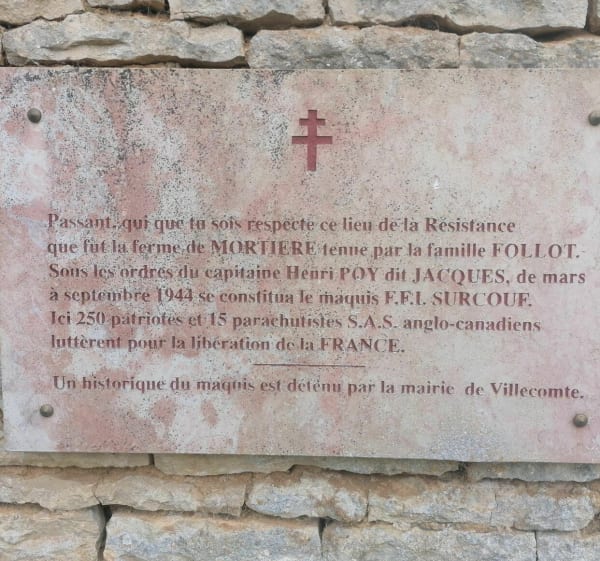 Passant, qui que tu sois respecte ce lieu de la Résistance
que fut la ferme de MORTIERE tenue par la famille FOLLOT.
Sous les ordres du capitaine Henri POY dit JACQUES, de mars
à septembre 1944 se constitua le maquis F.F.I. SURCOUF.
Ici 250 patriotes et 15 parachutistes S.A.S. anglo-canadiens
luttèrent pour la libération de la FRANCE.
Un historique du maquis est détenu par la mairie de Villecomte.